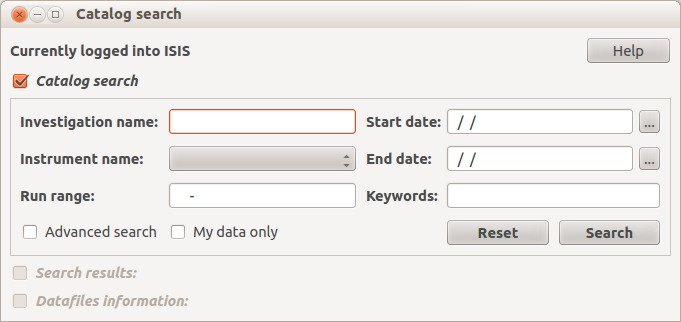 Catalog search
Currently logged into ISIS
Help
Catalog search
Investigation name:
Start date: / /
...
Instrument name:
End date: / /
...
Run range: -
Keywords:
Advanced search
My data only
Reset
Search
Search results:
Datafiles information: